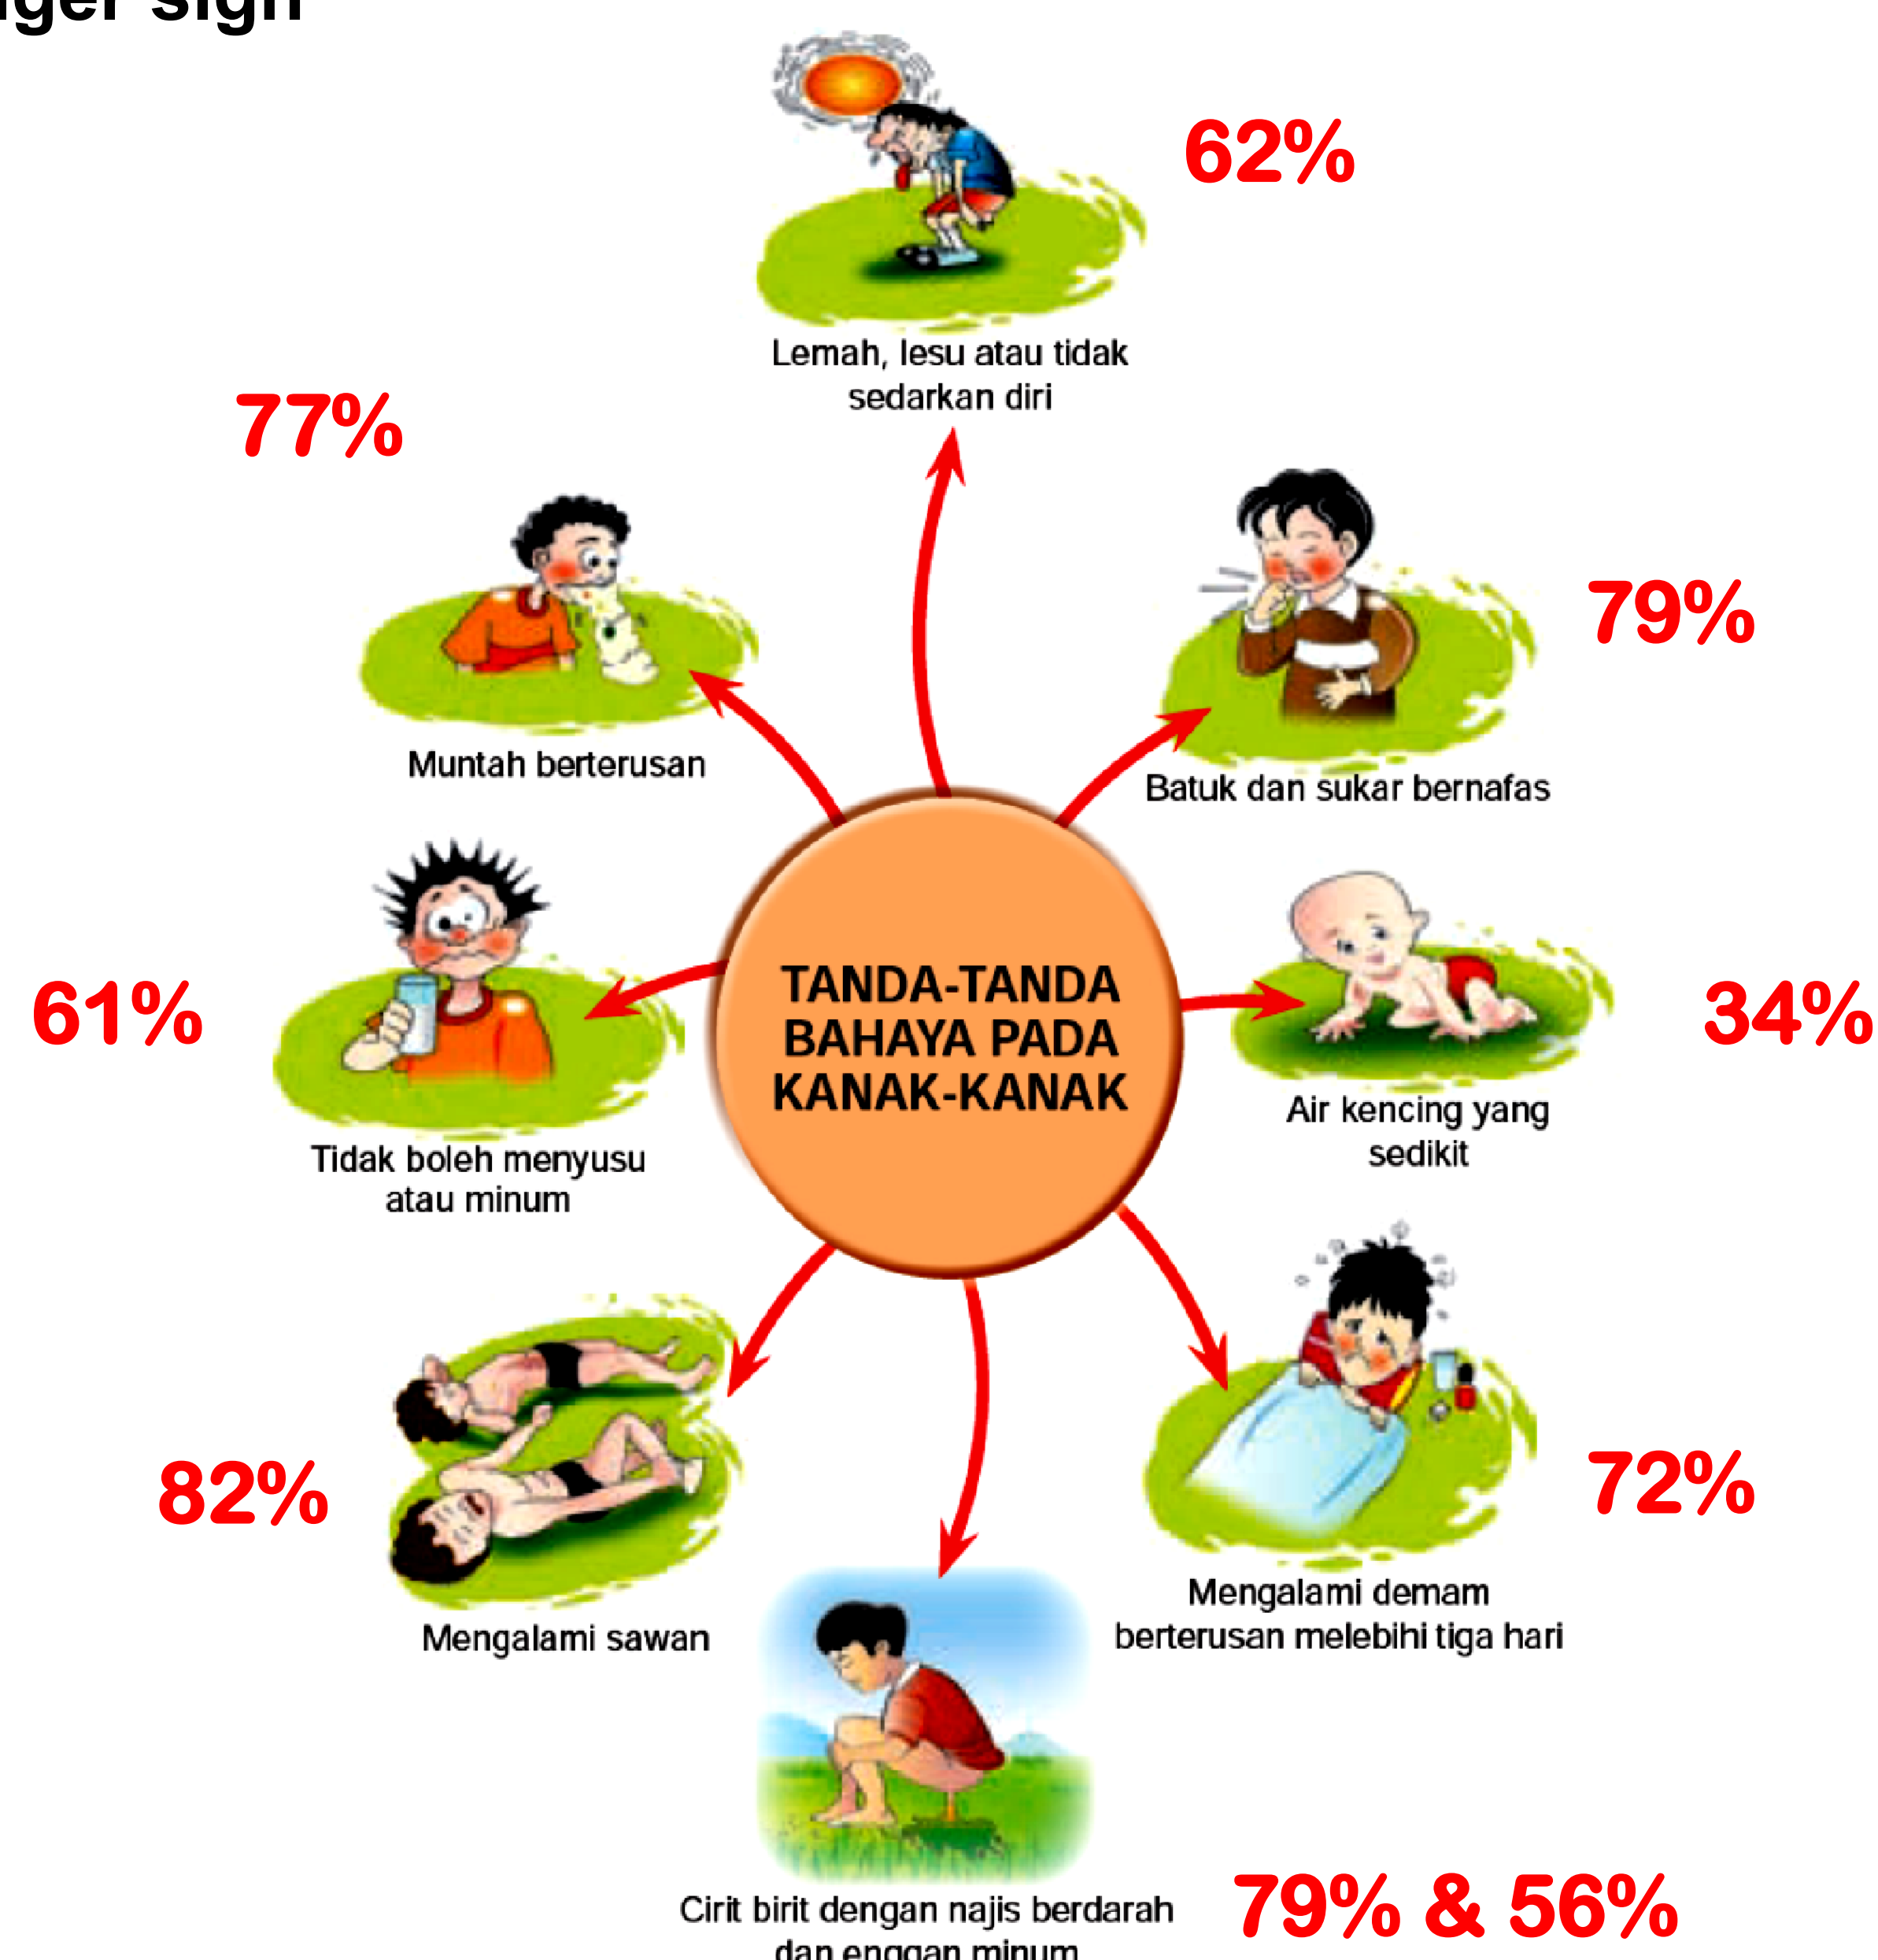 sign
62%
Lemah, lesu atau tidak
sedarkan diri
77%
Muntah berterusan
79%
Batuk dan sukar bernafas
61%
Tidak boleh menyusu
atau minum
TANDA-TANDA
BAHAYA PADA
KANAK-KANAK
34%
Air kencing yang
sedikit
82%
Mengalami sawan
72%
Mengalami demam
berterusan melebihi tiga hari
Cirit birit dengan najis berdarah
dan enggan minum
79% & 56%